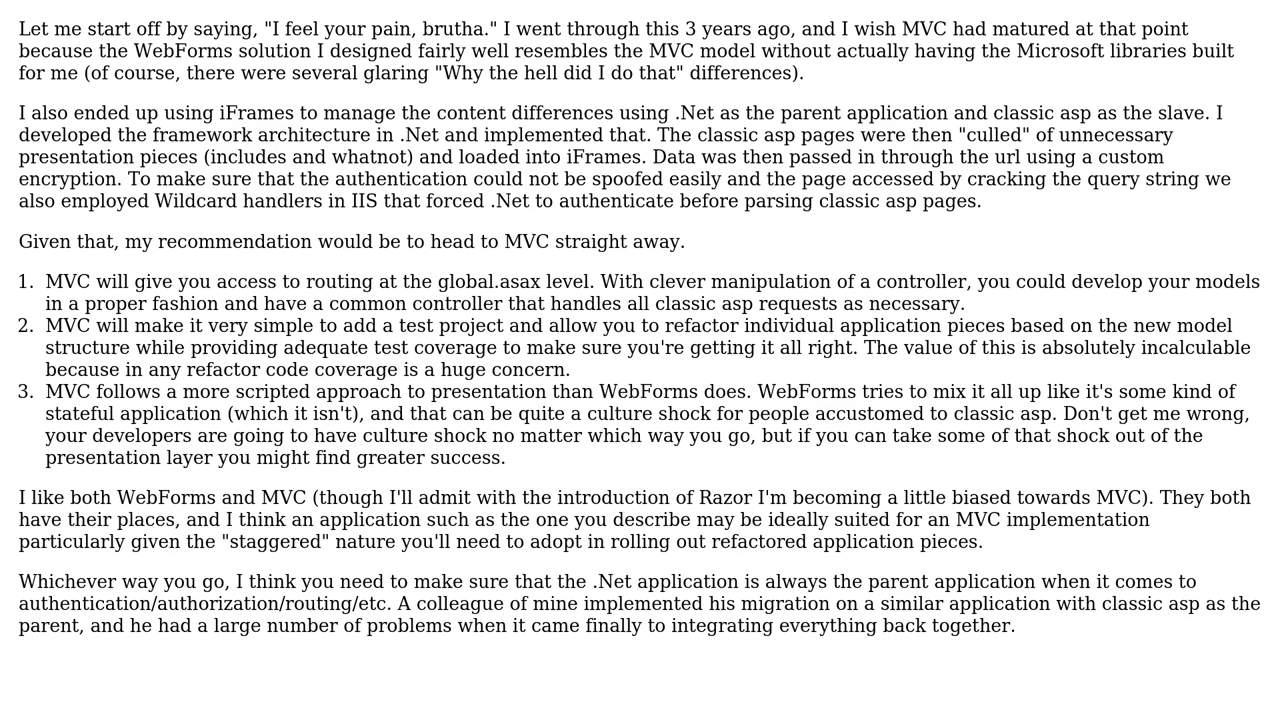 Let me start off by saying, "I feel your pain, brutha." I went through this 3 years ago, and I wish MVC had matured at that point
because the WebForms solution I designed fairly well resembles the MVC model without actually having the Microsoft libraries built
for me (of course, there were several glaring "Why the hell did I do that" differences).
I also ended up using iFrames to manage the content differences using .Net as the parent application and classic asp as the slave. I
developed the framework architecture in .Net and implemented that. The classic asp pages were then "culled" of unnecessary
presentation pieces (includes and whatnot) and loaded into iFrames. Data was then passed in through the url using a custom
encryption. To make sure that the authentication could not be spoofed easily and the page accessed by cracking the query string we
also employed Wildcard handlers in IIS that forced .Net to authenticate before parsing classic asp pages.
Given that, my recommendation would be to head to MVC straight away.
1. MVC will give you access to routing at the global.asax level. With clever manipulation of a controller, you could develop your models
in a proper fashion and have a common controller that handles all classic asp requests as necessary.
2. MVC will make it very simple to add a test project and allow you to refactor individual application pieces based on the new model
structure while providing adequate test coverage to make sure you're getting it all right. The value of this is absolutely incalculable
because in any refactor code coverage is a huge concern.
3. MVC follows a more scripted approach to presentation than WebForms does. WebForms tries to mix it all up like it's some kind of
stateful application (which it isn't), and that can be quite a culture shock for people accustomed to classic asp. Don't get me wrong,
your developers are going to have culture shock no matter which way you go, but if you can take some of that shock out of the
presentation layer you might find greater success.
I like both WebForms and MVC (though I'll admit with the introduction of Razor I'm becoming a little biased towards MVC). They both
have their places, and I think an application such as the one you describe may be ideally suited for an MVC implementation
particularly given the "staggered" nature you'll need to adopt in rolling out refactored application pieces.
Whichever way you go, I think you need to make sure that the .Net application is always the parent application when it comes to
authentication/authorization/routing/etc. A colleague of mine implemented his migration on a similar application with classic asp as the
parent, and he had a large number of problems when it came finally to integrating everything back together.